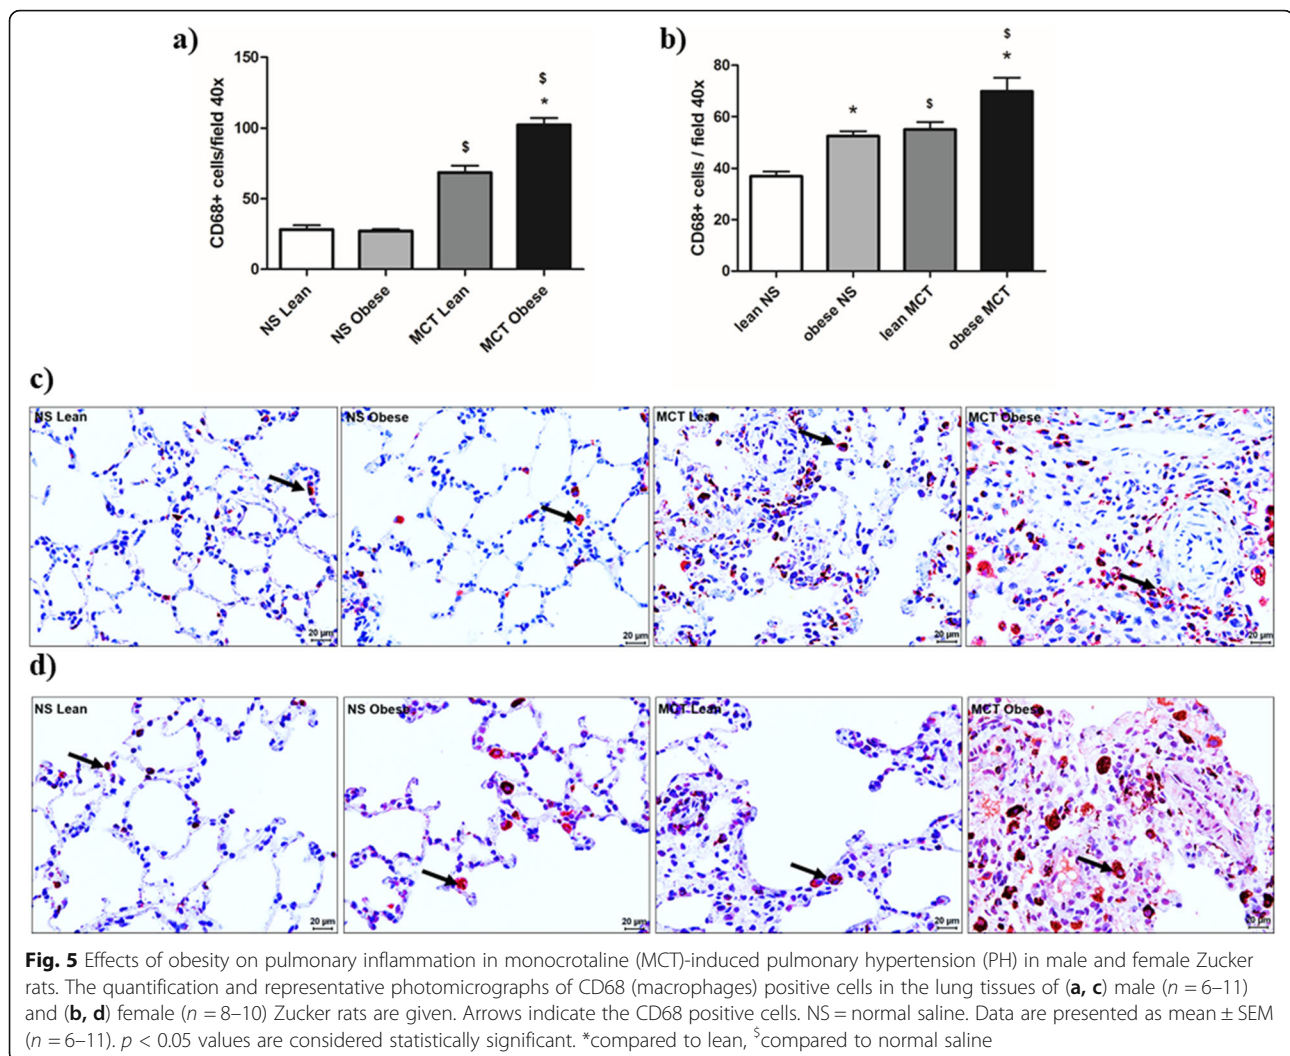 a)
150
100
50
0
CD68+ cells/field 40x
$
$
*
NS Lean
NS Obese
MCT Lean
MCT Obese
b)
80
60
40
20
0
CD68+ cells / field 40x
*
$
$
*
lean NS
obese NS
lean MCT
obese MCT
c)
NS Lean
20 µm
NS Obese
20 µm
MCT Lean
20 µm
MCT Obese
20 µm
d)
NS Lean
20 µm
NS Obese
20 µm
MCT Lean
20 µm
MCT Obese
20 µm
Fig. 5 Effects of obesity on pulmonary inflammation in monocrotaline (MCT)-induced pulmonary hypertension (PH) in male and female Zucker
rats. The quantification and representative photomicrographs of CD68 (macrophages) positive cells in the lung tissues of (a, c) male (n = 6–11)
and (b, d) female (n = 8–10) Zucker rats are given. Arrows indicate the CD68 positive cells. NS = normal saline. Data are presented as mean ± SEM
(n = 6–11). p < 0.05 values are considered statistically significant. *compared to lean, $compared to normal saline